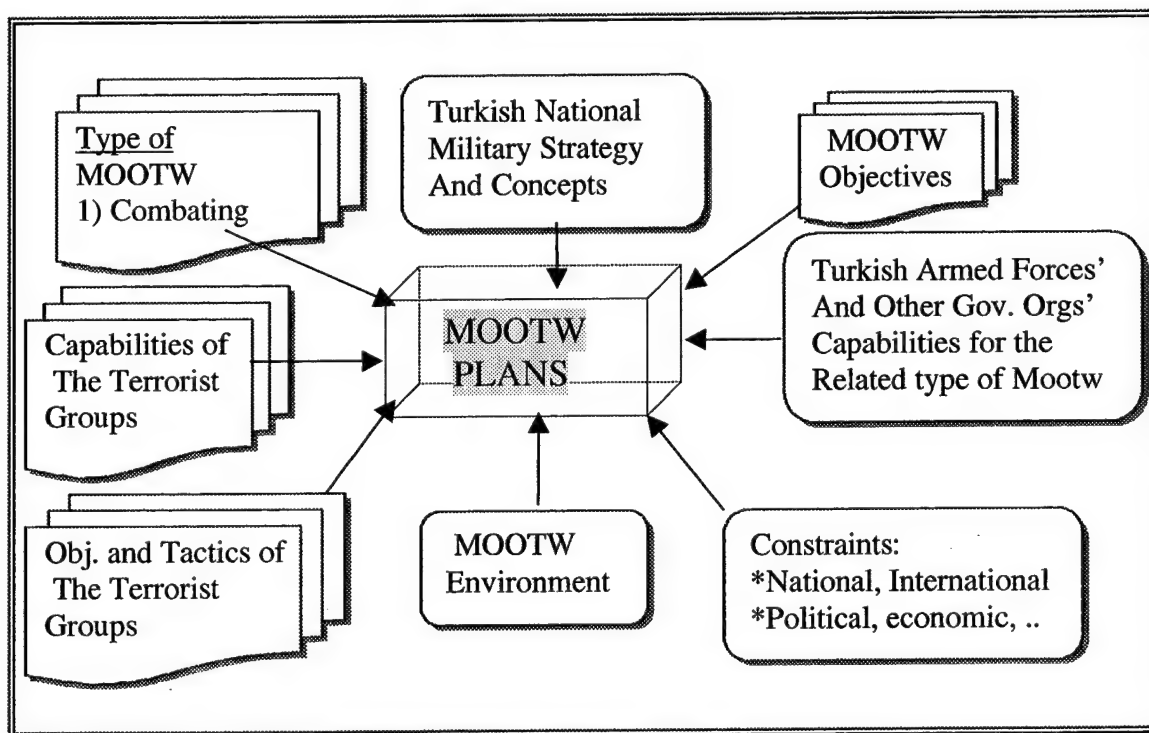 Type of
MOOTW
1) Combating
Turkish National
Military Strategy
And Concepts
MOOTW
Objectives
Capabilities of
The Terrorist
Groups
MOOTW
PLANS
Turkish Armed Forces'
And Other Gov. Orgs'
Capabilities for the
Related type of Mootw
Obj. and Tactics of
The Terrorist
Groups
MOOTW
Environment
Constraints:
*National, International
*Political, economic, ..